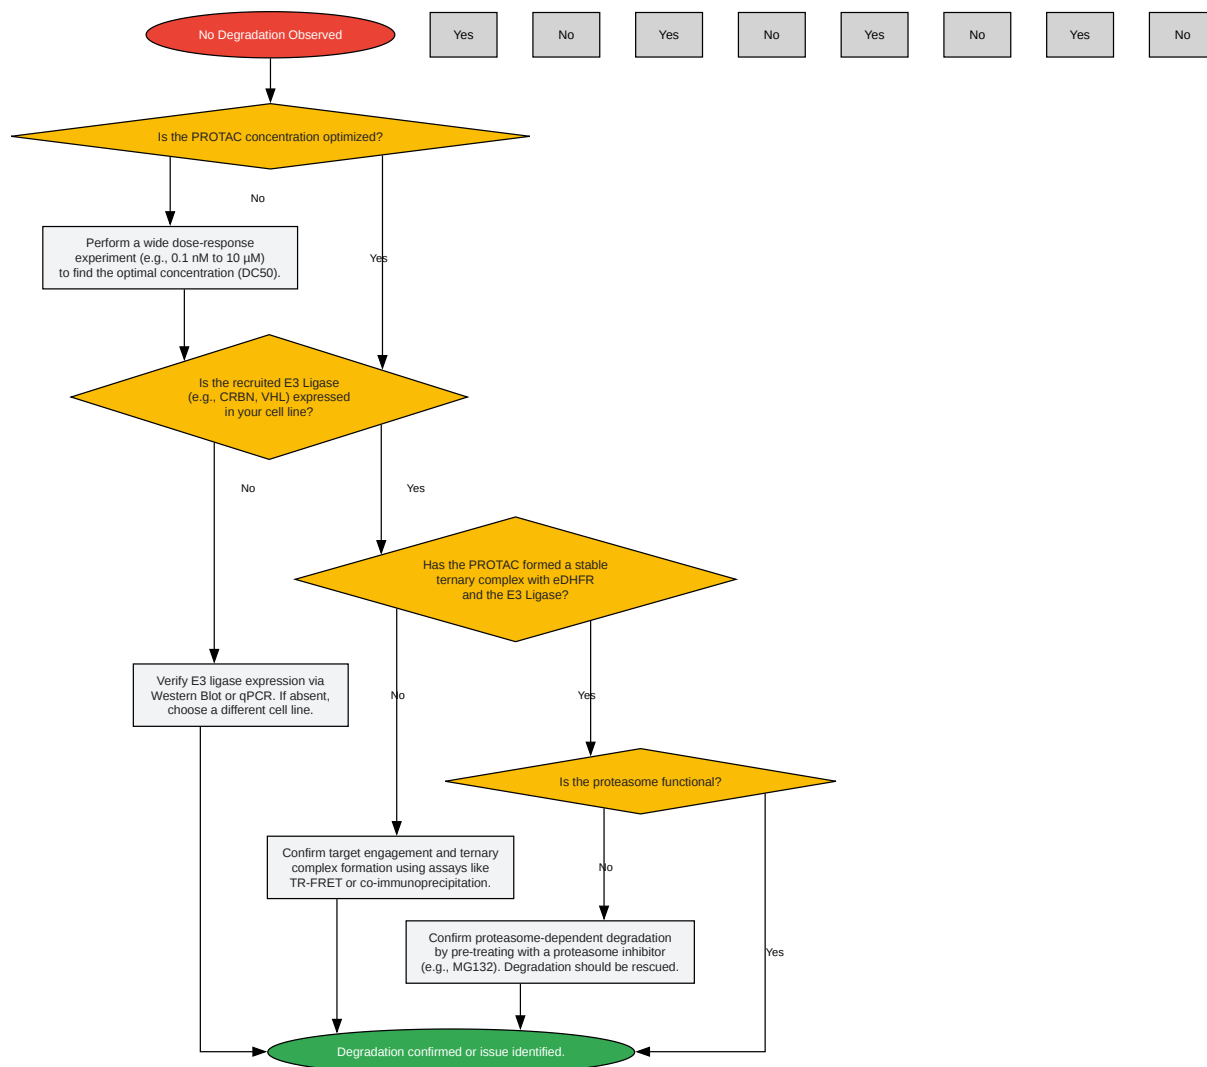 No Degradation Observed
Yes
No
Yes
No
Yes
No
Yes
No
Is the PROTAC concentration optimized?
No
Perform a wide dose-response
experiment (e.g., 0.1 nM to 10 µM)
to find the optimal concentration (DC50).
Yes
Is the recruited E3 Ligase
(e.g., CRBN, VHL) expressed
in your cell line?
No
Yes
Has the PROTAC formed a stable
ternary complex with eDHFR
and the E3 Ligase?
Verify E3 ligase expression via
Western Blot or qPCR. If absent,
choose a different cell line.
No
Yes
Is the proteasome functional?
Confirm target engagement and ternary
complex formation using assays like
TR-FRET or co-immunoprecipitation.
No
Confirm proteasome-dependent degradation
by pre-treating with a proteasome inhibitor
(e.g., MG132). Degradation should be rescued.
Yes
Degradation confirmed or issue identified.